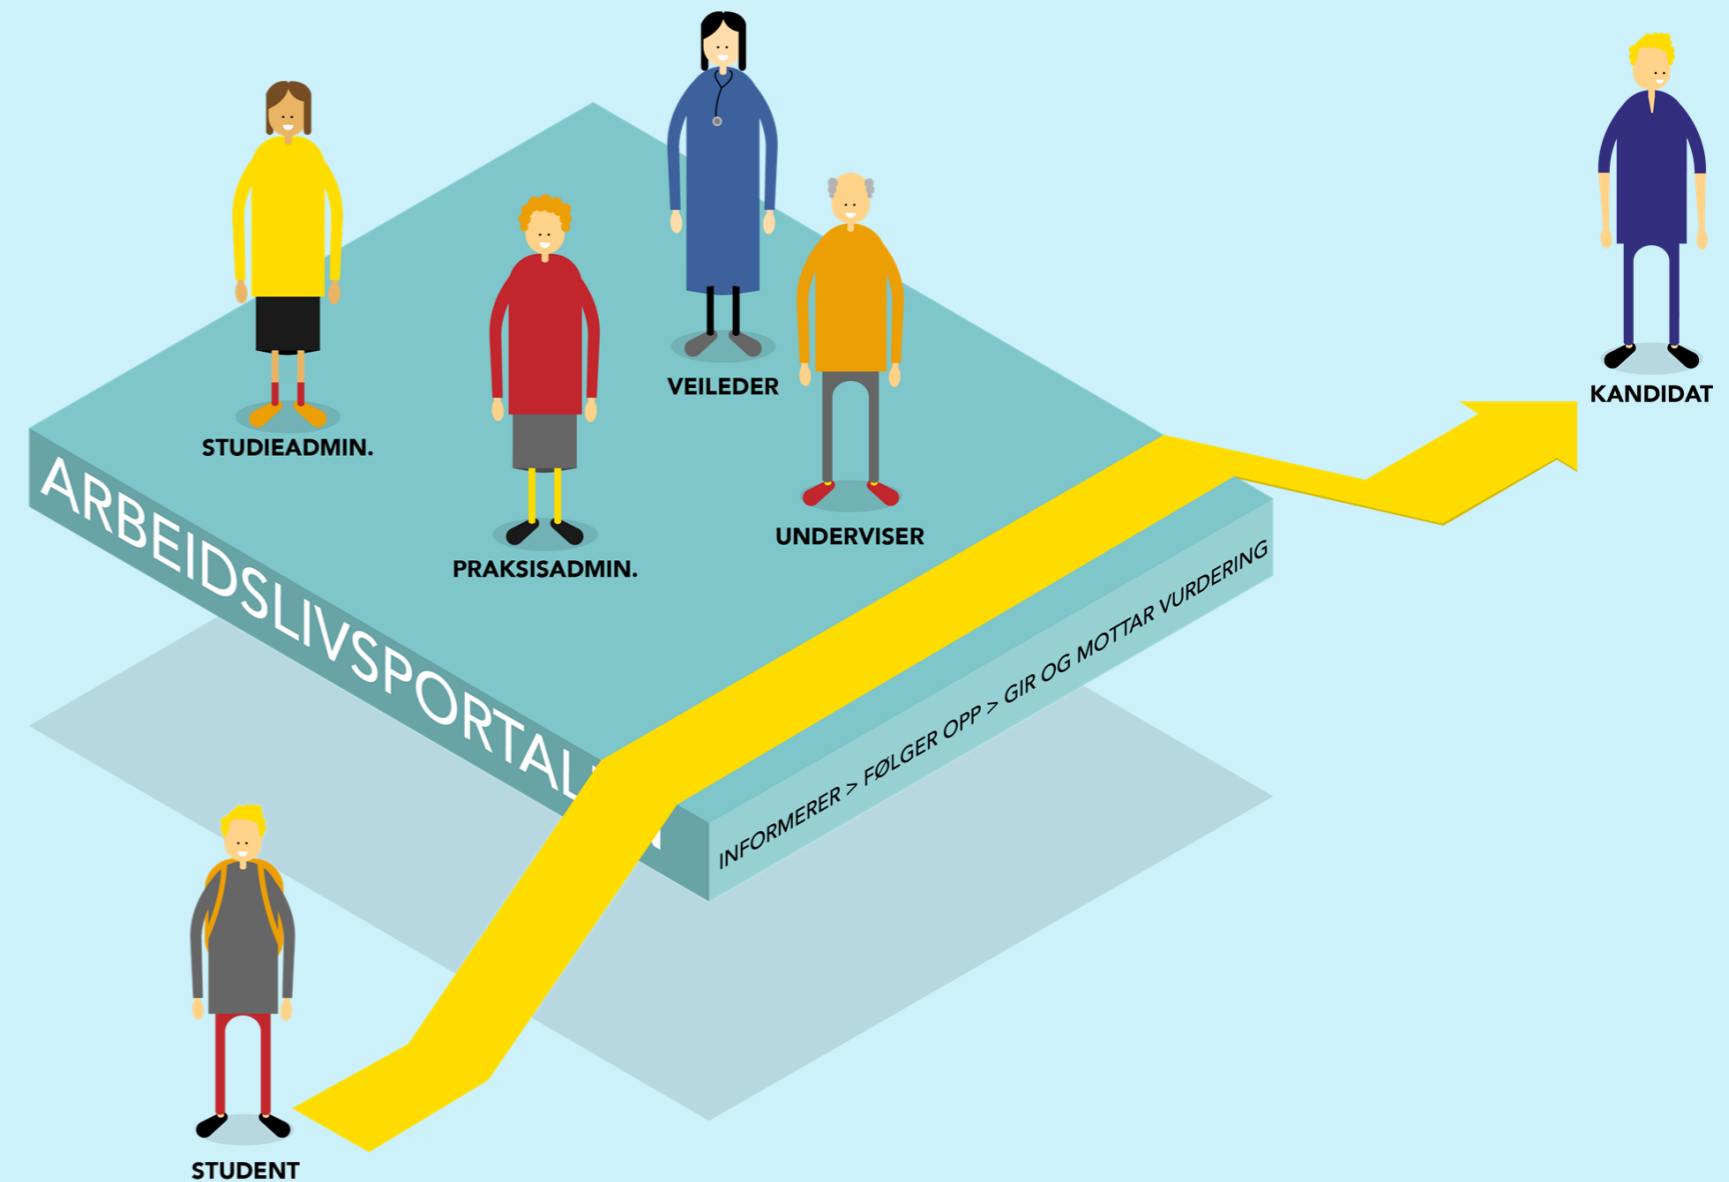 VEILEDER
KANDIDAT
STUDIEADMIN.
UNDERVISER
PRAKSISADMIN.
ARBEIDSLIVSPORTAL
INFORMERER > FØLGER OPP > GIR OG MOTTAR VURDERING
STUDENT